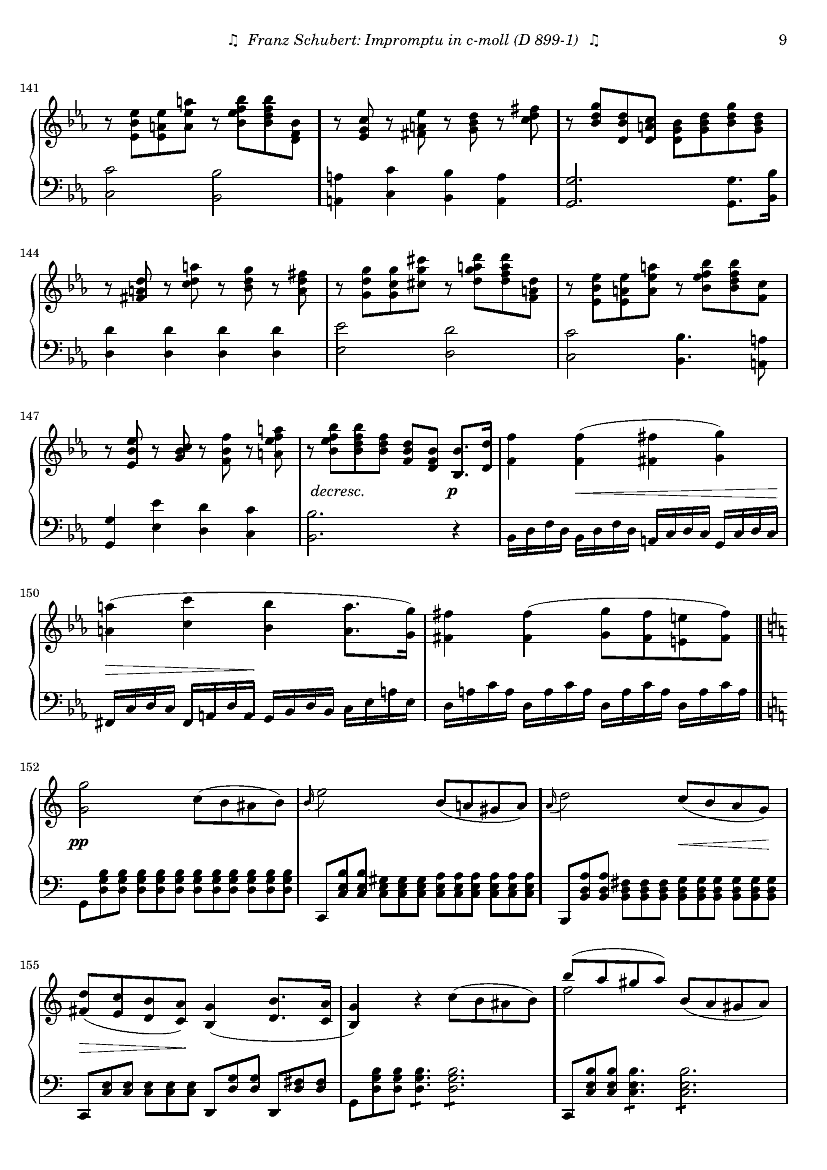 ♫ Franz Schubert: Impromptu in c-moll (D 899-1) ♫ 9
141
144
147
decresc. p
150
152
pp
155